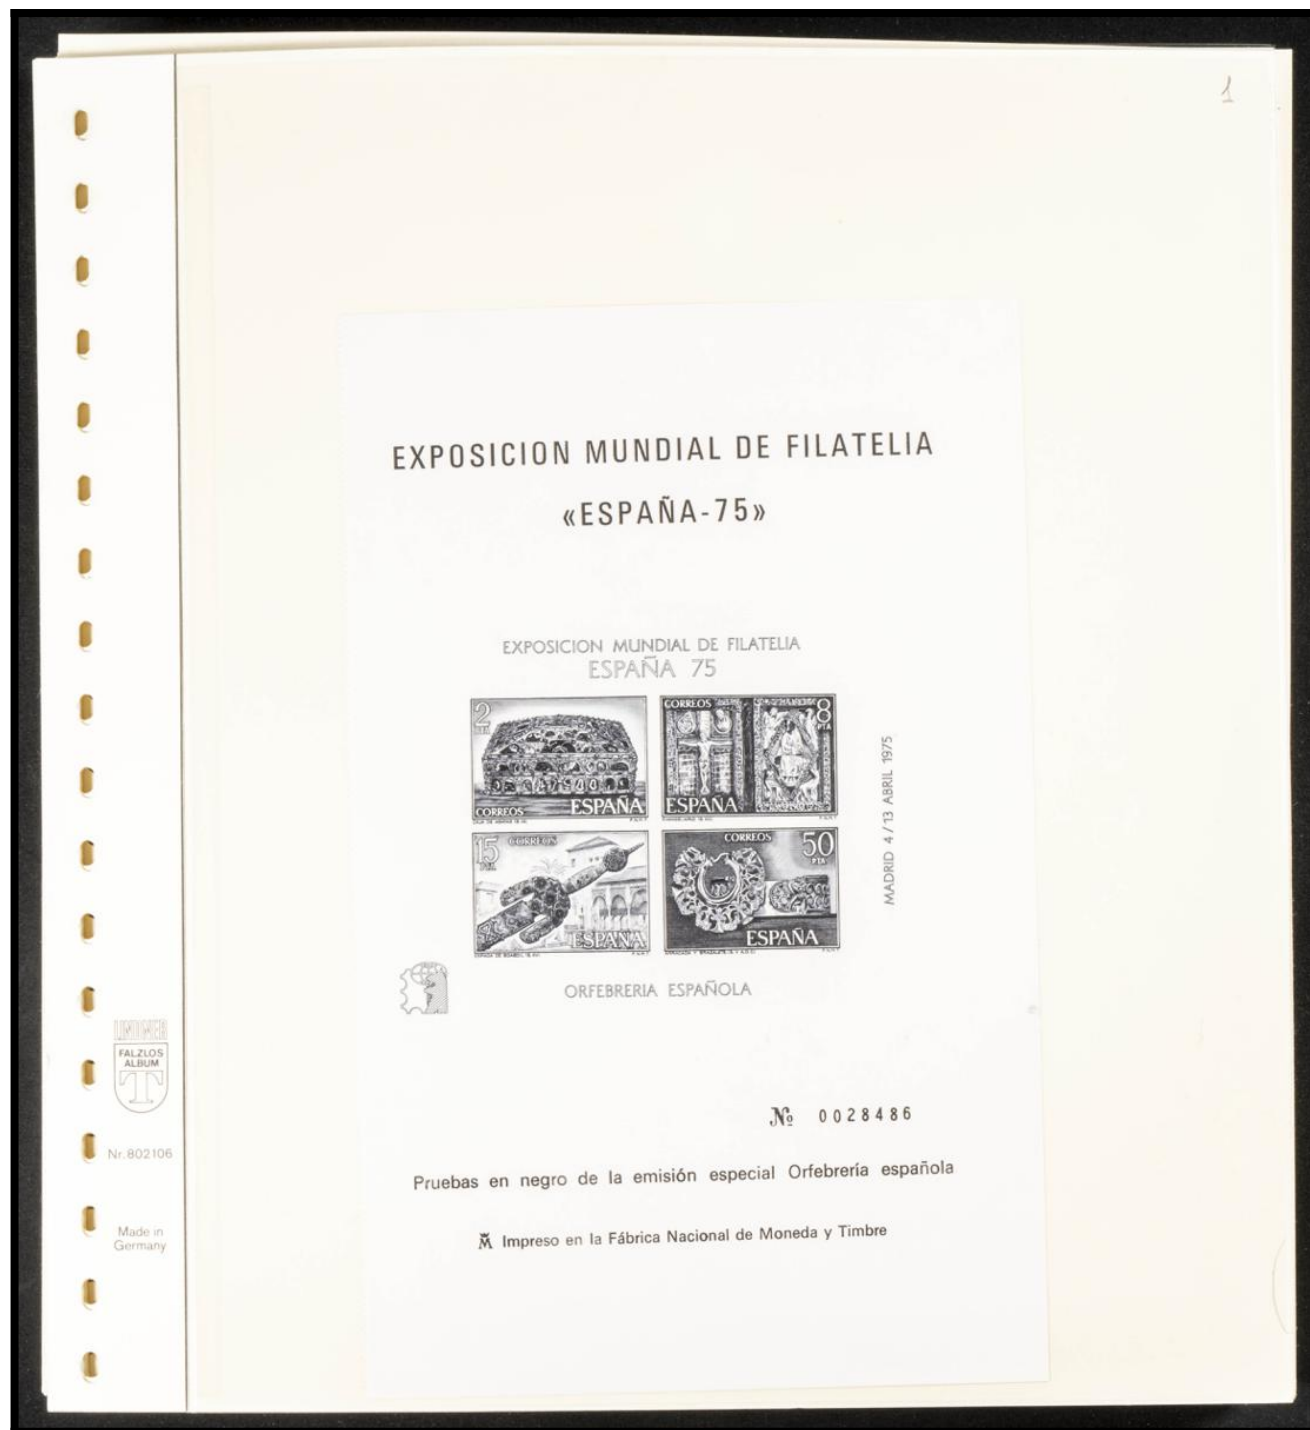 1
EXPOSICION MUNDIAL DE FILATELIA
«ESPAÑA-75»
EXPOSICION MUNDIAL DE FILATELIA
ESPAÑA 75
2
PTA
CORREOS
ESPAÑA
CORREOS
8
PTA
ESPAÑA
15
PTA
CORREOS
ESPAÑA
CORREOS
50
PTA
ESPAÑA
MADRID 4/13 ABRIL 1975
ORFEBRERIA ESPAÑOLA
№ 0028486
Pruebas en negro de la emisión especial Orfebrería española
Impreso en la Fábrica Nacional de Moneda y Timbre
LINDNER
FALZLOS
ALBUM
T
Nr. 802106
Made in
Germany